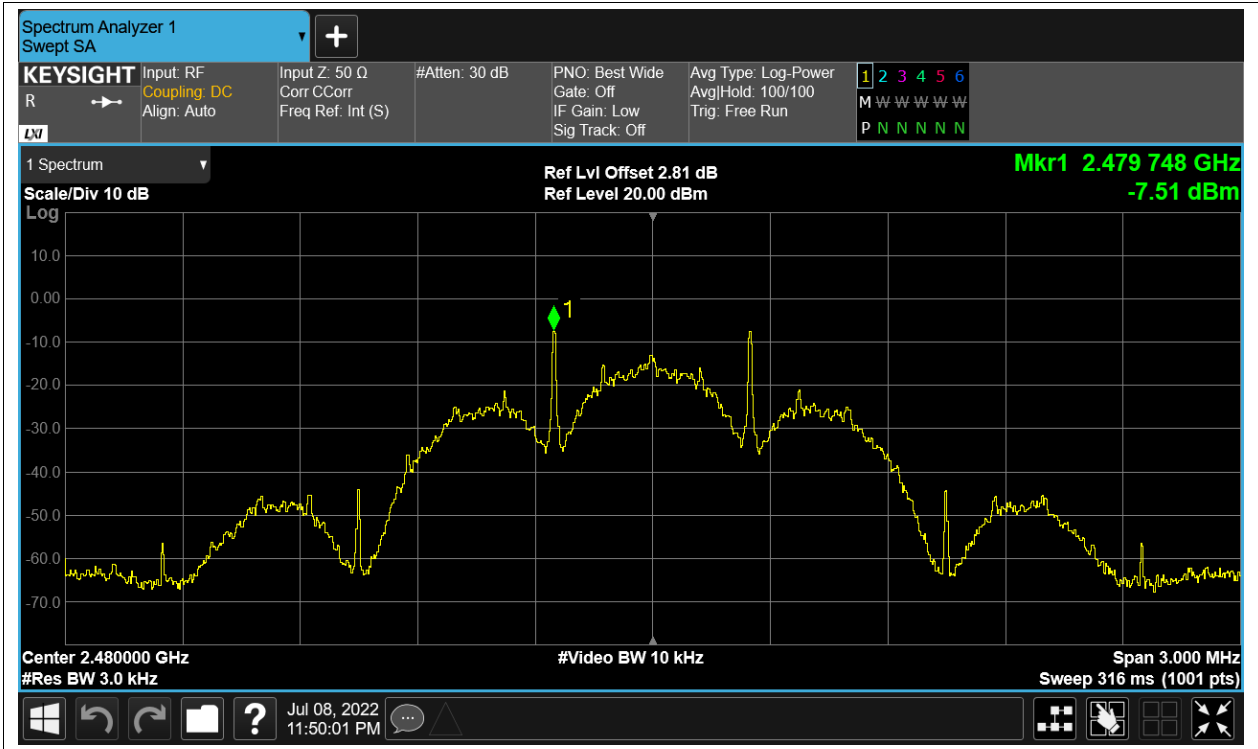 Spectrum Analyzer 1
Swept SA
+
KEYSIGHT
R
LXI
Input: RF
Coupling: DC
Align: Auto
Input Z: 50 Ω
Corr CCorr
Freq Ref: Int (S)
#Atten: 30 dB
PNO: Best Wide
Gate: Off
IF Gain: Low
Sig Track: Off
Avg Type: Log-Power
Avg|Hold: 100/100
Trig: Free Run
1 2 3 4 5 6
M W W W W W
P N N N N N
1 Spectrum
Scale/Div 10 dB
Log
Ref Lvl Offset 2.81 dB
Ref Level 20.00 dBm
Mkr1 2.479 748 GHz
-7.51 dBm
10.0
0.00
-10.0
-20.0
-30.0
-40.0
-50.0
-60.0
-70.0
1
Center 2.480000 GHz
#Res BW 3.0 kHz
#Video BW 10 kHz
Span 3.000 MHz
Sweep 316 ms (1001 pts)
?
Jul 08, 2022
11:50:01 PM